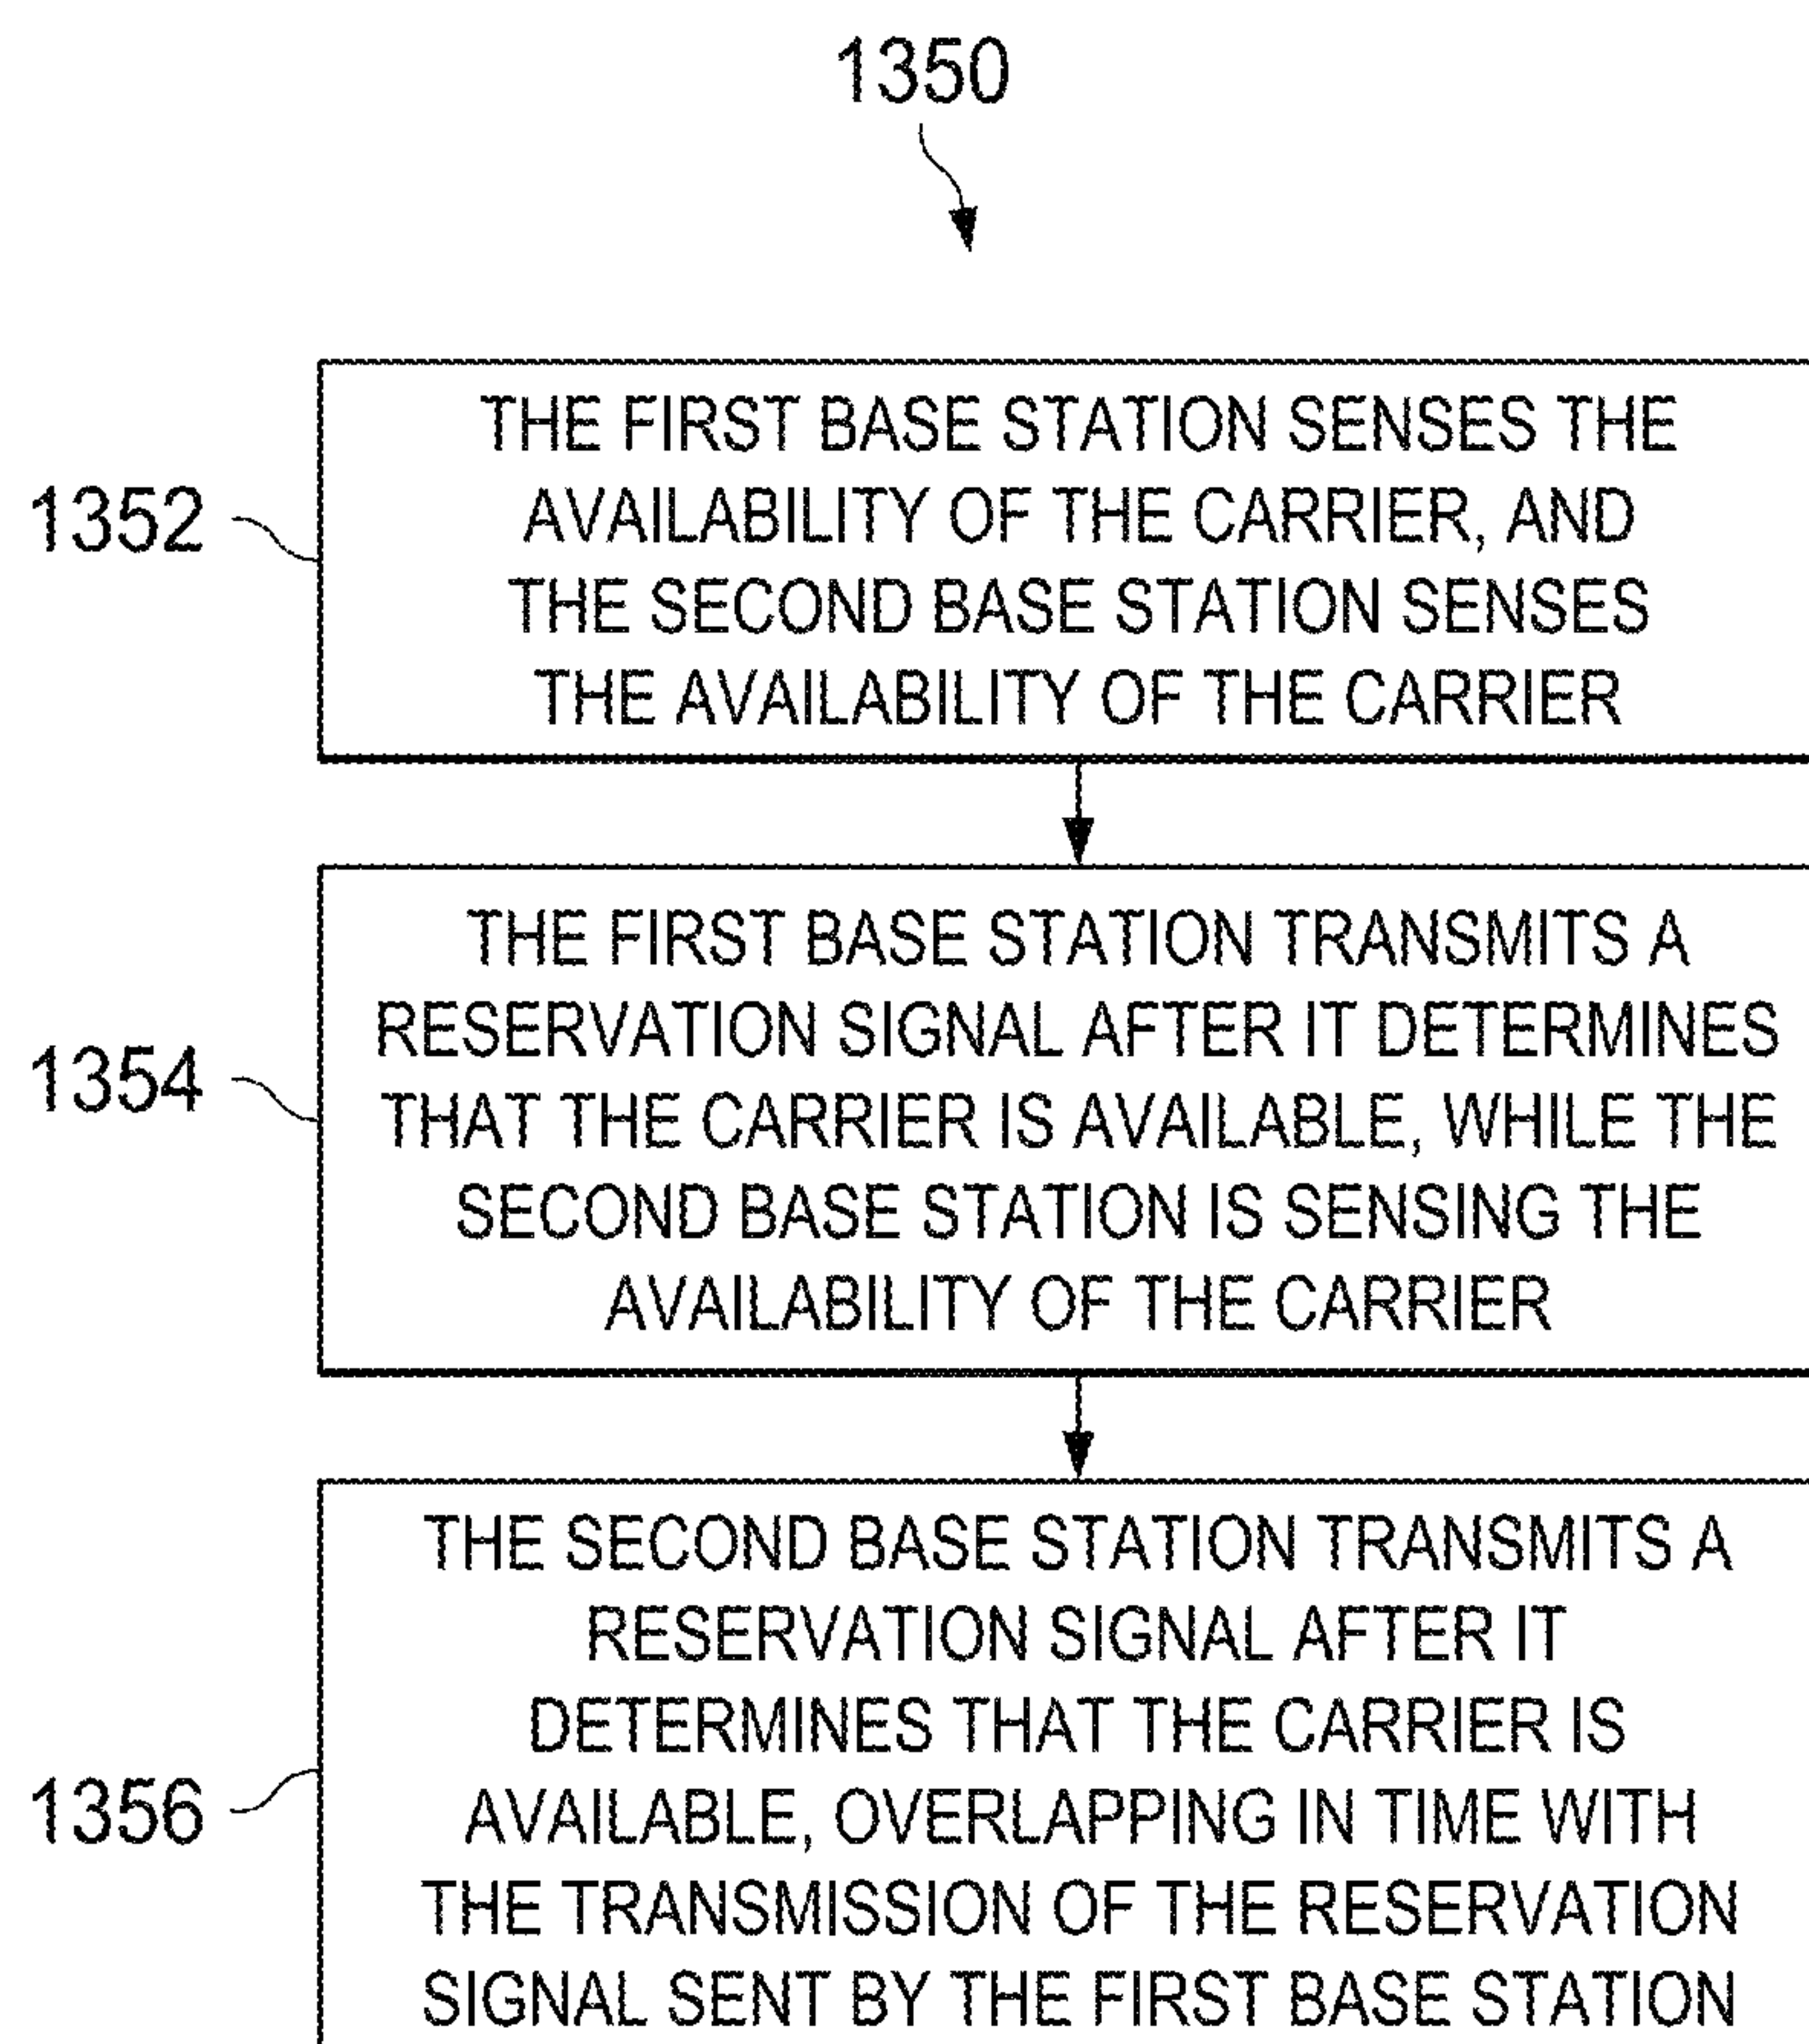 1350
1352
THE FIRST BASE STATION SENSES THE
AVAILABILITY OF THE CARRIER, AND
THE SECOND BASE STATION SENSES
THE AVAILABILITY OF THE CARRIER
1354
THE FIRST BASE STATION TRANSMITS A
RESERVATION SIGNAL AFTER IT DETERMINES
THAT THE CARRIER IS AVAILABLE, WHILE THE
SECOND BASE STATION IS SENSING THE
AVAILABILITY OF THE CARRIER
1356
THE SECOND BASE STATION TRANSMITS A
RESERVATION SIGNAL AFTER IT
DETERMINES THAT THE CARRIER IS
AVAILABLE, OVERLAPPING IN TIME WITH
THE TRANSMISSION OF THE RESERVATION
SIGNAL SENT BY THE FIRST BASE STATION